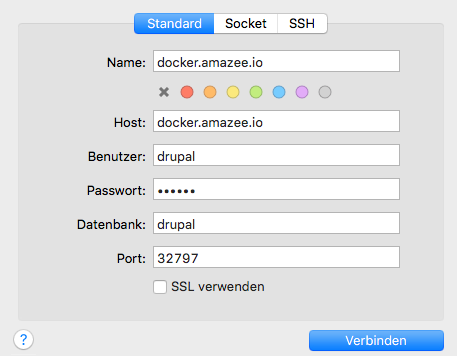 Standard Socket SSH
Name: docker.amazee.io
Host: docker.amazee.io
Benutzer: drupal
Passwort: ••••••
Datenbank: drupal
Port: 32797
SSL verwenden
? Verbinden